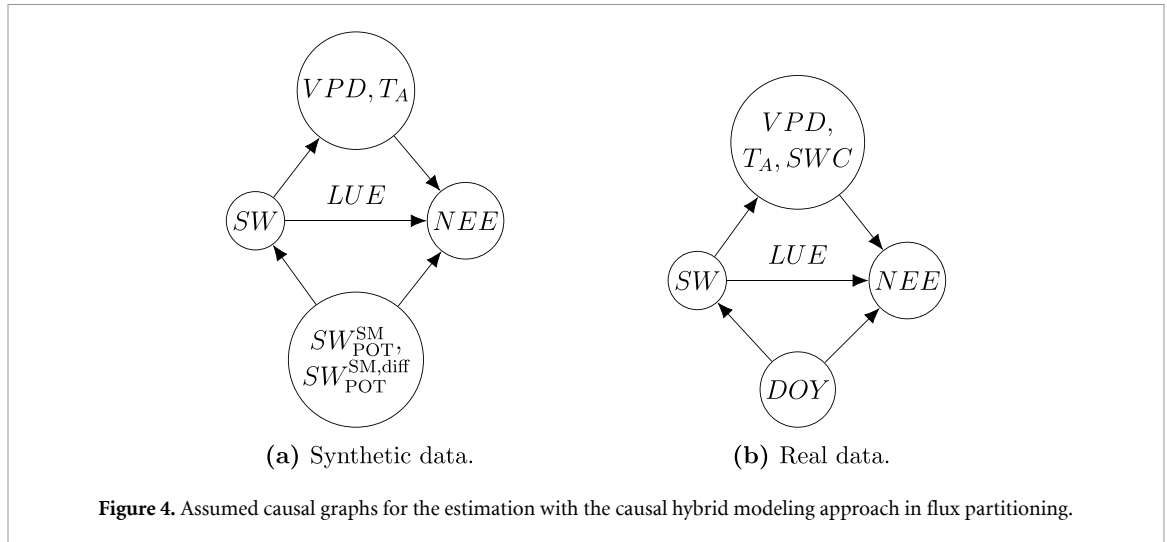 VPD, T_A
SW
LUE
NEE
SW_POT^SM,
SW_POT^SM,diff
(a) Synthetic data.
VPD,
T_A, SWC
SW
LUE
NEE
DOY
(b) Real data.
Figure 4. Assumed causal graphs for the estimation with the causal hybrid modeling approach in flux partitioning.